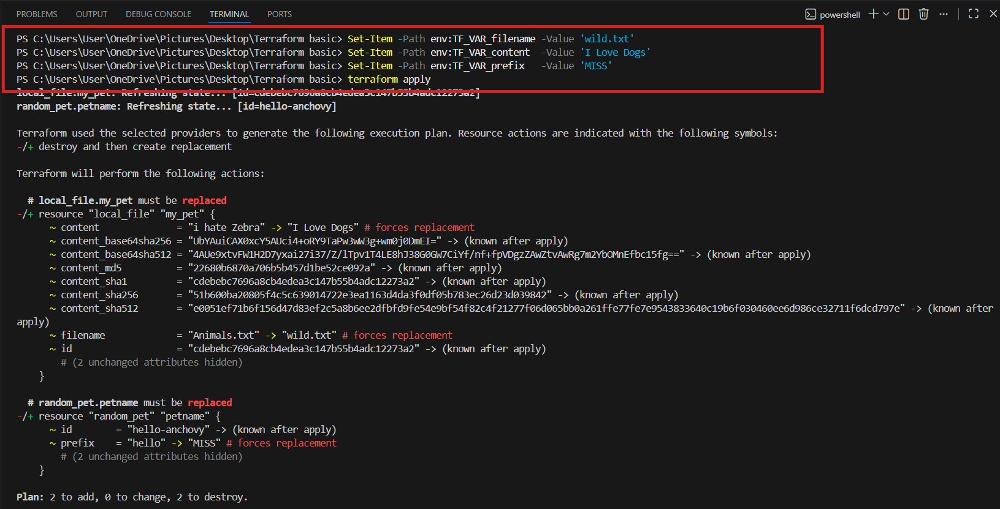 PROBLEMS OUTPUT DEBUG CONSOLE TERMINAL PORTS powershell
PS C:\Users\User\OneDrive\Pictures\Desktop\Terraform basic> Set-Item -Path env:TF_VAR_filename -Value 'wild.txt'
PS C:\Users\User\OneDrive\Pictures\Desktop\Terraform basic> Set-Item -Path env:TF_VAR_content  -Value 'I Love Dogs'
PS C:\Users\User\OneDrive\Pictures\Desktop\Terraform basic> Set-Item -Path env:TF_VAR_prefix   -Value 'MISS'
PS C:\Users\User\OneDrive\Pictures\Desktop\Terraform basic> terraform apply
local_file.my_pet: Refreshing state... [id=cdebebc7696a8cb4edea3c147b55b4adc12273a2]
random_pet.petname: Refreshing state... [id=hello-anchovy]
Terraform used the selected providers to generate the following execution plan. Resource actions are indicated with the following symbols:
-/+ destroy and then create replacement
Terraform will perform the following actions:
# local_file.my_pet must be replaced
-/+ resource "local_file" "my_pet" {
~ content              = "i hate Zebra" -> "I Love Dogs" # forces replacement
~ content_base64sha256 = "UbYAuiCAX0xcY5AUci4+oRY9TaPw3wW3g+wm0j0DmEI=" -> (known after apply)
~ content_base64sha512 = "4AUe9xtvFW1H2D7yxai27i37/Z/lTpv1T4LE8hJ38G0GW7CiYf/nf+fpVDgzZAwZtvAwRg7m2YbOMnEfbc15fg==" -> (known after apply)
~ content_md5          = "22680b6870a706b5b457d1be52ce092a" -> (known after apply)
~ content_sha1         = "cdebebc7696a8cb4edea3c147b55b4adc12273a2" -> (known after apply)
~ content_sha256       = "51b600ba20805f4c5c639014722e3ea1163d4da3f0df05b783ec26d23d039842" -> (known after apply)
~ content_sha512       = "e0051ef71b6f156d47d83ef2c5a8b6ee2dfbfd9fe54e9bf54f82c4f21277f06d065bb0a261ffe77fe7e9543833640c19b6f030460ee6d986ce32711f6dcd797e" -> (known after
apply)
~ filename             = "Animals.txt" -> "wild.txt" # forces replacement
~ id                   = "cdebebc7696a8cb4edea3c147b55b4adc12273a2" -> (known after apply)
# (2 unchanged attributes hidden)
}
# random_pet.petname must be replaced
-/+ resource "random_pet" "petname" {
~ id        = "hello-anchovy" -> (known after apply)
~ prefix    = "hello" -> "MISS" # forces replacement
# (2 unchanged attributes hidden)
}
Plan: 2 to add, 0 to change, 2 to destroy.